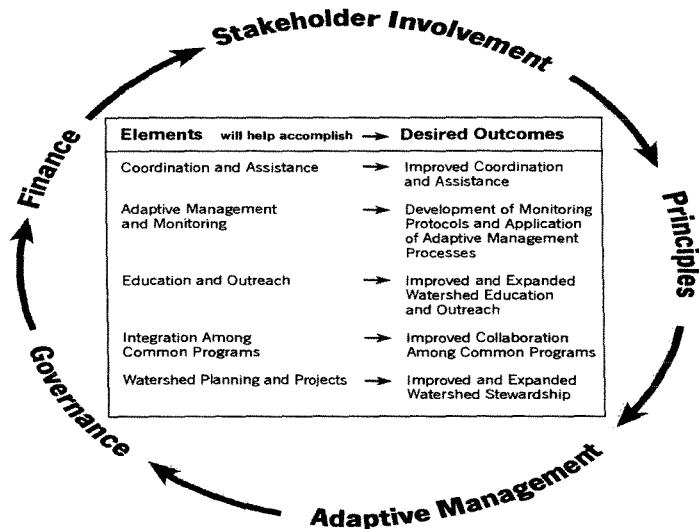 Stakeholder Involvement
Principles
Adaptive Management
Governance
Finance
Elements will help accomplish → Desired Outcomes
Coordination and Assistance → Improved Coordination
and Assistance
Adaptive Management → Development of Monitoring
and Monitoring Protocols and Application
of Adaptive Management
Processes
Education and Outreach → Improved and Expanded
Watershed Education
and Outreach
Integration Among → Improved Collaboration
Common Programs Among Common Programs
Watershed Planning and Projects → Improved and Expanded
Watershed Stewardship